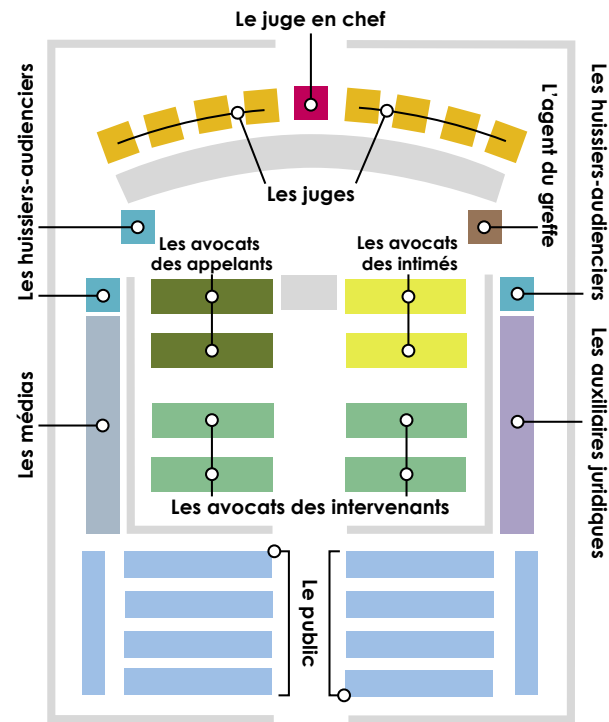 Le juge en chef
Les huissiers-audienciers
Les huissiers-audienciers
L'agent du greffe
Les juges
Les avocats
des appelants
Les avocats
des intimés
Les médias
Les auxiliaires juridiques
Les avocats des intervenants
Le public